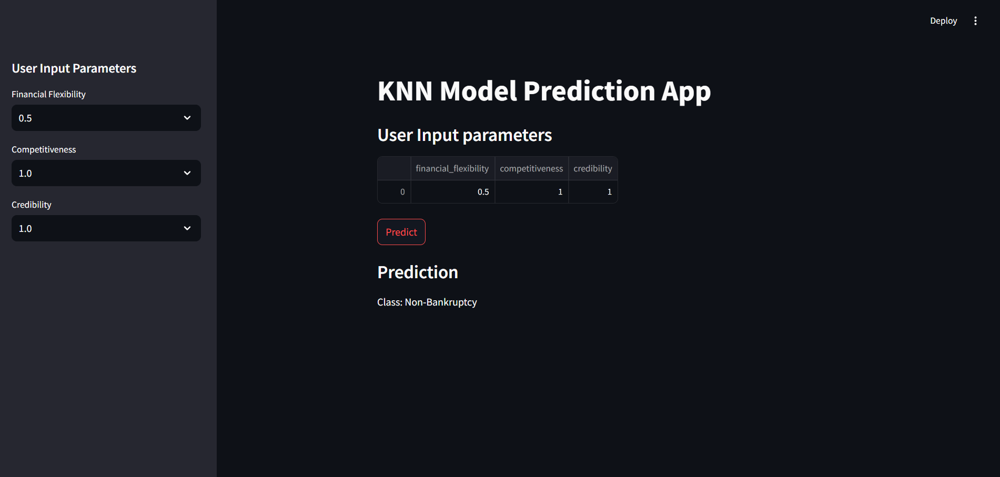 Deploy
User Input Parameters
Financial Flexibility
0.5
Competitiveness
1.0
Credibility
1.0
KNN Model Prediction App
User Input parameters
financial_flexibility competitiveness credibility
0 0.5 1 1
Predict
Prediction
Class: Non-Bankruptcy